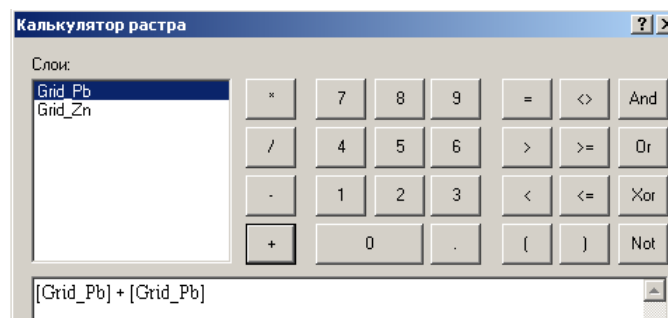 Калькулятор растра ? X
Слои:
Grid_Pb
Grid_Zn
* 7 8 9 = <> And
/ 4 5 6 > >= Or
- 1 2 3 < <= Xor
+ 0 . ( ) Not
[Grid_Pb] + [Grid_Pb]